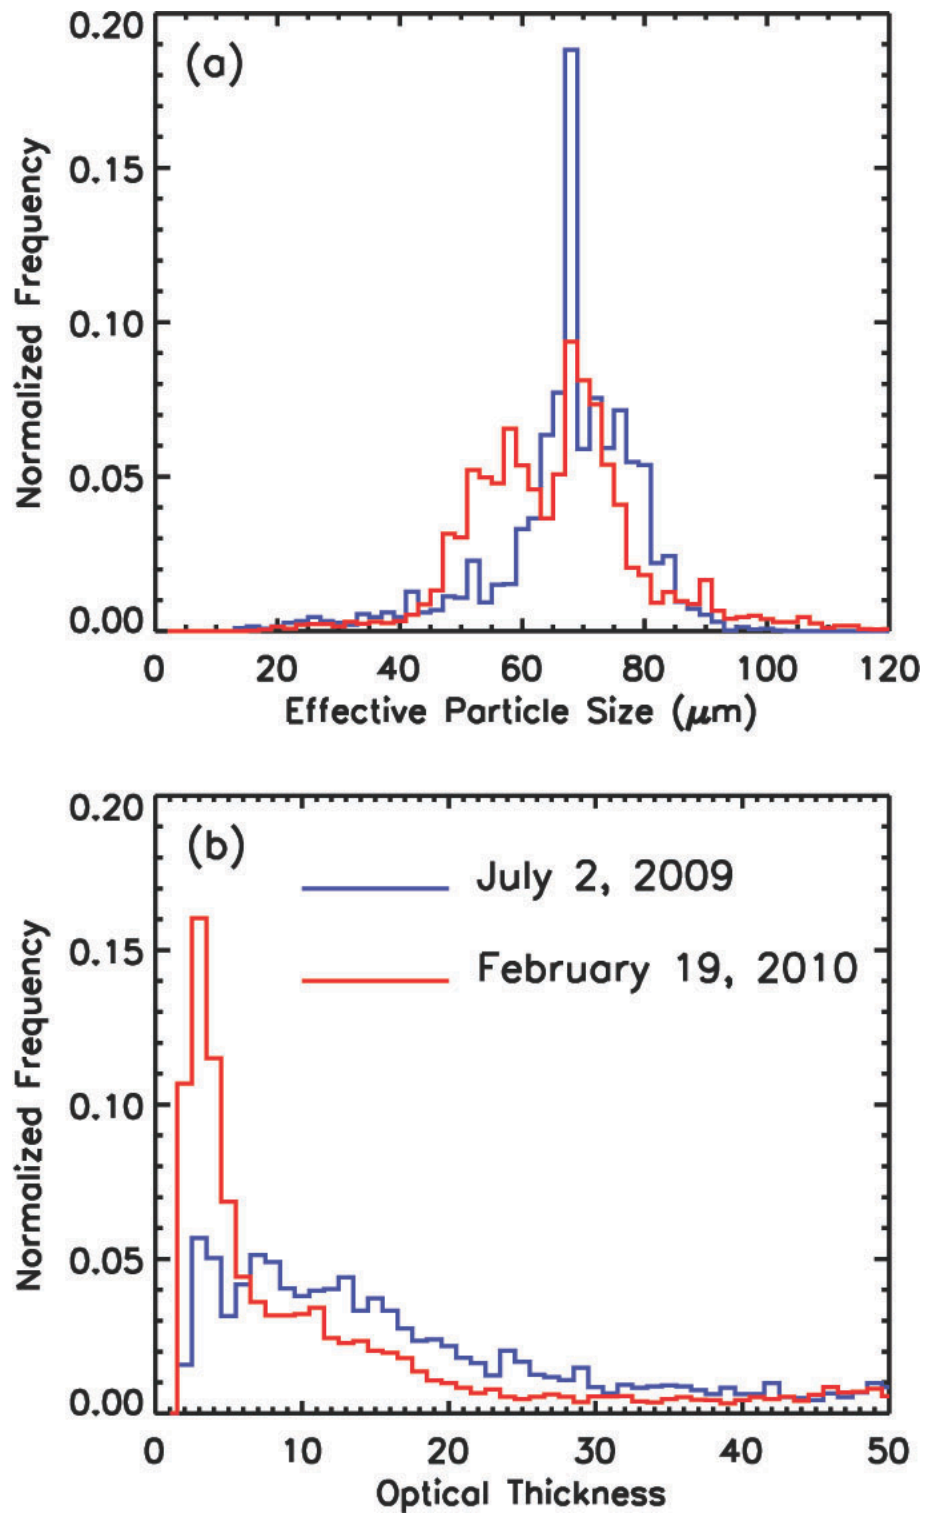 (a)
Normalized Frequency
0.20
0.15
0.10
0.05
0.00
0 20 40 60 80 100 120
Effective Particle Size (μm)
(b)
Normalized Frequency
0.20
0.15
0.10
0.05
0.00
July 2, 2009
February 19, 2010
0 10 20 30 40 50
Optical Thickness